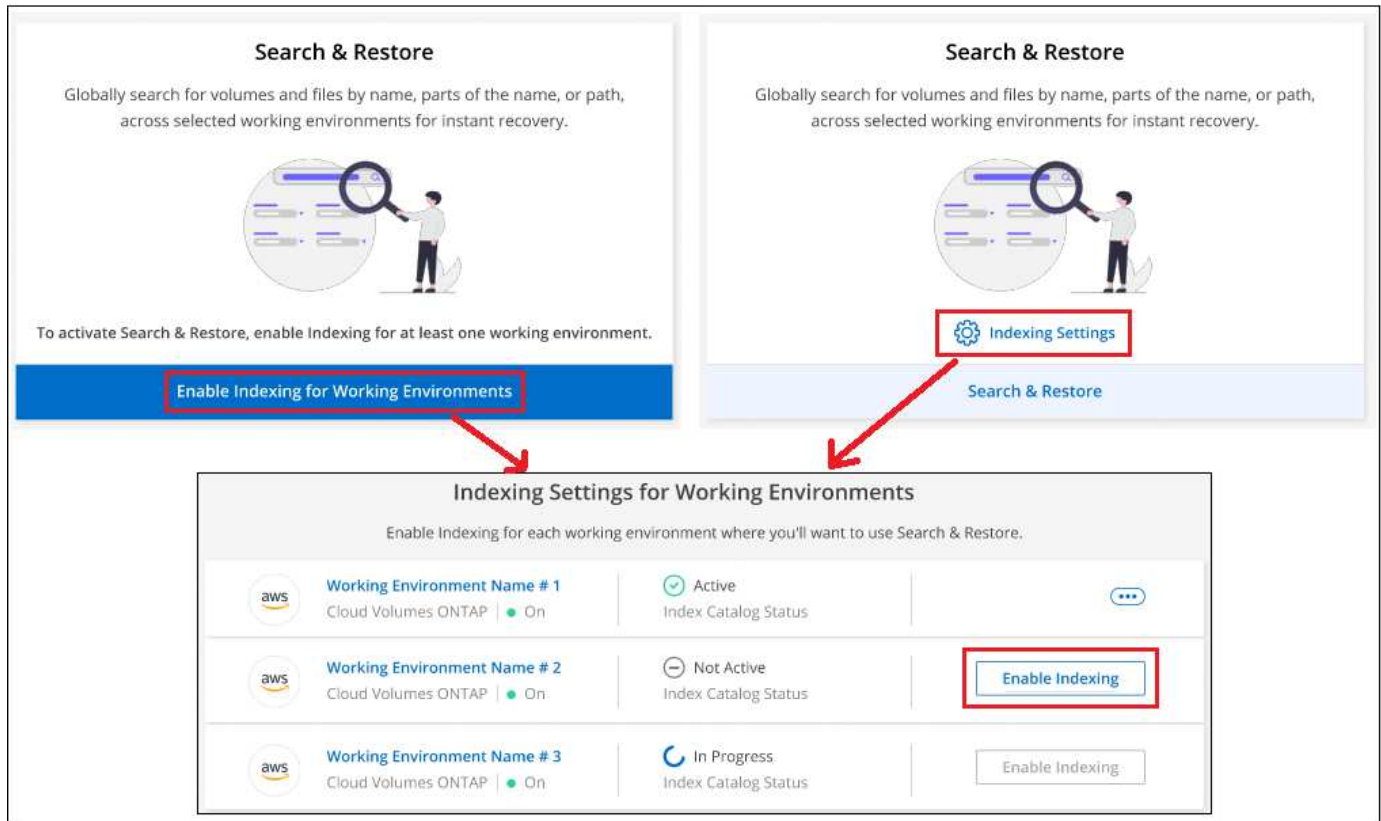 Search & Restore
Globally search for volumes and files by name, parts of the name, or path,
across selected working environments for instant recovery.
To activate Search & Restore, enable Indexing for at least one working environment.
Enable Indexing for Working Environments
Search & Restore
Globally search for volumes and files by name, parts of the name, or path,
across selected working environments for instant recovery.
Indexing Settings
Search & Restore
Indexing Settings for Working Environments
Enable Indexing for each working environment where you'll want to use Search & Restore.
aws
Working Environment Name # 1
Cloud Volumes ONTAP | On
Active
Index Catalog Status
aws
Working Environment Name # 2
Cloud Volumes ONTAP | On
Not Active
Index Catalog Status
Enable Indexing
aws
Working Environment Name # 3
Cloud Volumes ONTAP | On
In Progress
Index Catalog Status
Enable Indexing